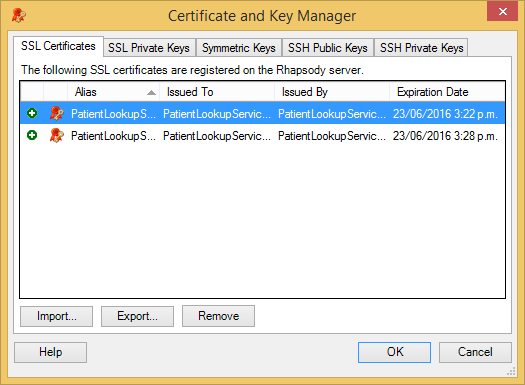 Certificate and Key Manager
SSL Certificates SSL Private Keys Symmetric Keys SSH Public Keys SSH Private Keys
The following SSL certificates are registered on the Rhapsody server.
Alias Issued To Issued By Expiration Date
PatientLookupS... PatientLookupServic... PatientLookupServic... 23/06/2016 3:22 p.m.
PatientLookupS... PatientLookupServic... PatientLookupServic... 23/06/2016 3:28 p.m.
Import... Export... Remove
Help OK Cancel